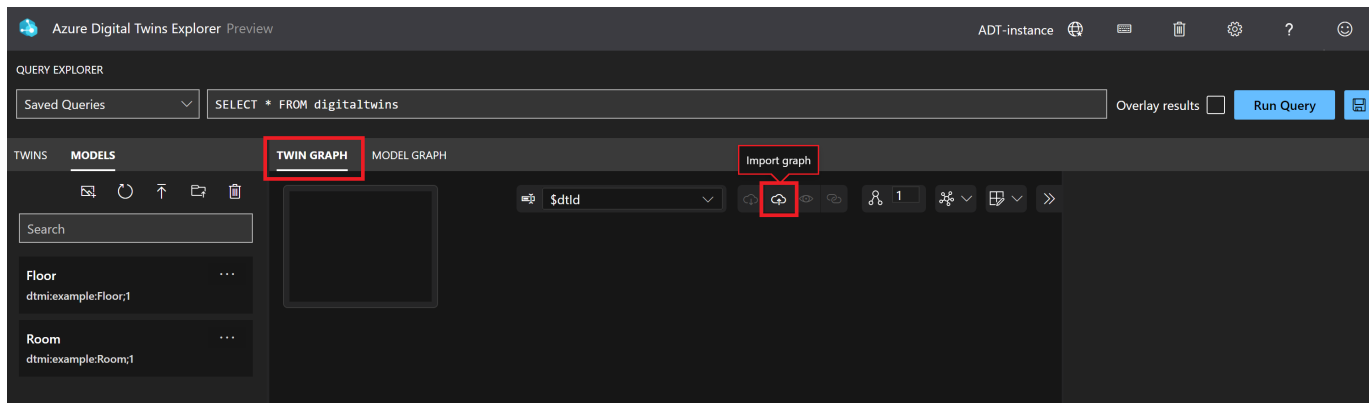 Azure Digital Twins Explorer Preview
ADT-instance
?
QUERY EXPLORER
Saved Queries
SELECT * FROM digitaltwins
Overlay results
Run Query
TWINS
MODELS
TWIN GRAPH
MODEL GRAPH
Import graph
$dtId
1
Search
Floor
dtmi:example:Floor;1
Room
dtmi:example:Room;1